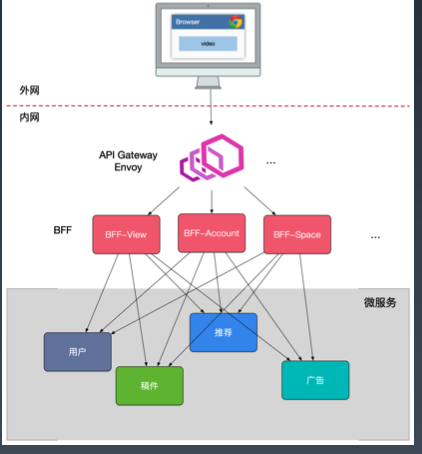 Browser
video
外网
内网
API Gateway
Envoy
...
BFF
BFF-View
BFF-Account
BFF-Space
...
微服务
推荐
用户
稿件
广告